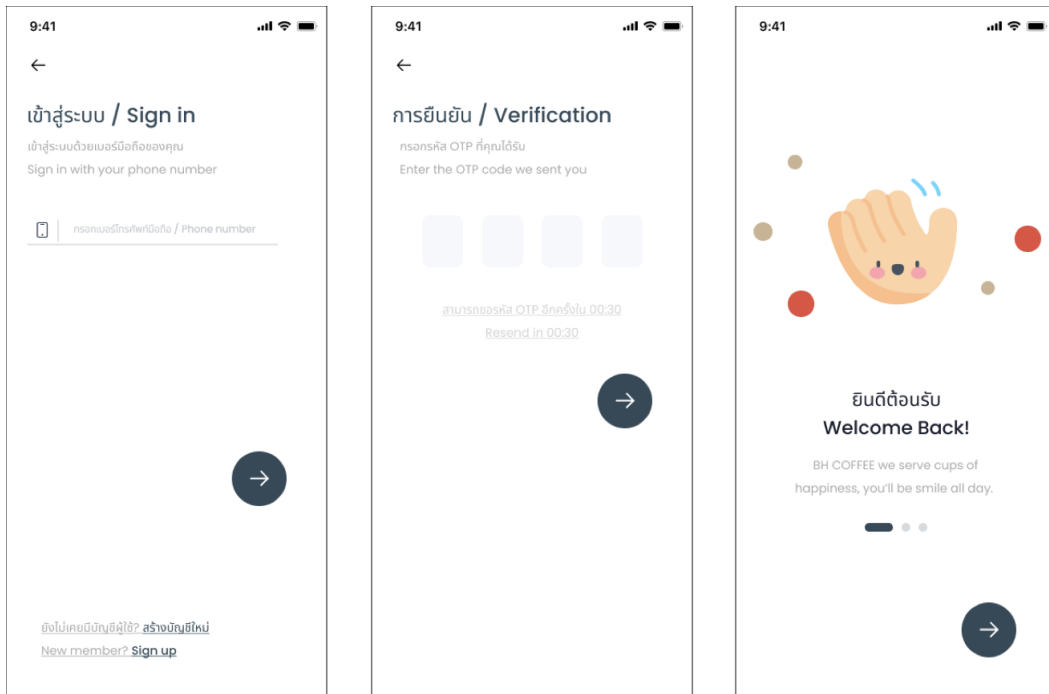 9:41
เข้าสู่ระบบ / Sign in
เข้าสู่ระบบด้วยเบอร์มือถือของคุณ
Sign in with your phone number
กรอกเบอร์โทรศัพท์มือถือ / Phone number
ยังไม่เคยมีบัญชีผู้ใช้? สร้างบัญชีใหม่
New member? Sign up
9:41
การยืนยัน / Verification
กรอกรหัส OTP ที่คุณได้รับ
Enter the OTP code we sent you
สามารถขอรหัส OTP อีกครั้งใน 00:30
Resend in 00:30
9:41
ยินดีต้อนรับ
Welcome Back!
BH COFFEE we serve cups of
happiness, you'll be smile all day.